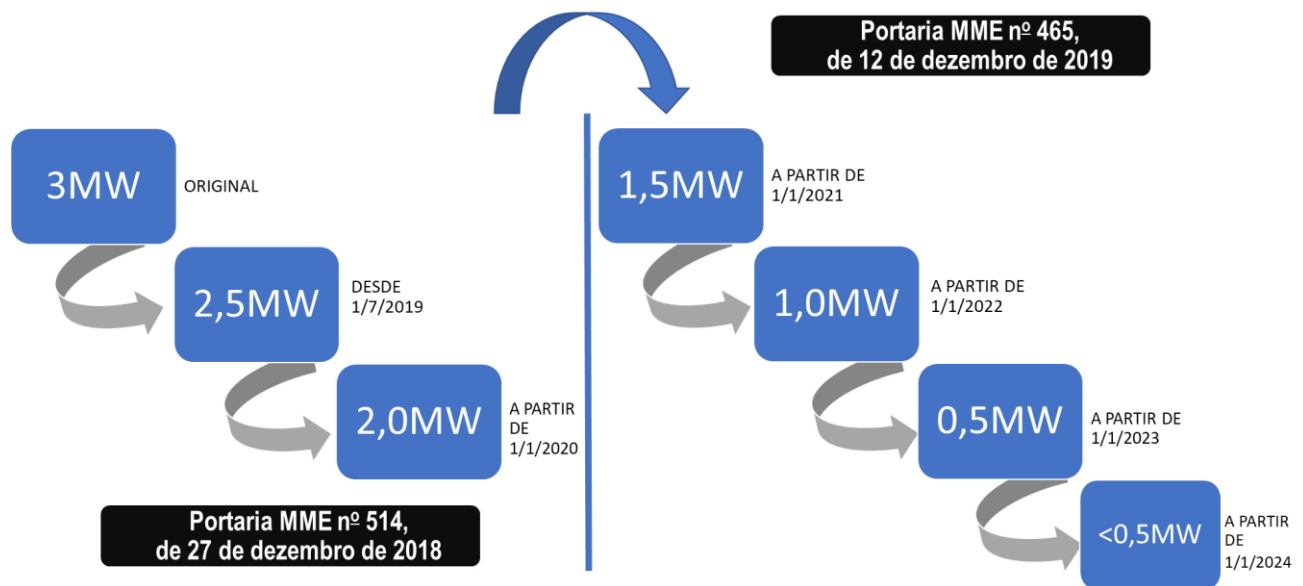 Portaria MME nº 465,
de 12 de dezembro de 2019
3MW
ORIGINAL
2,5MW
DESDE
1/7/2019
2,0MW
A PARTIR
DE
1/1/2020
Portaria MME nº 514,
de 27 de dezembro de 2018
1,5MW
A PARTIR DE
1/1/2021
1,0MW
A PARTIR DE
1/1/2022
0,5MW
A PARTIR DE
1/1/2023
<0,5MW
A PARTIR
DE
1/1/2024